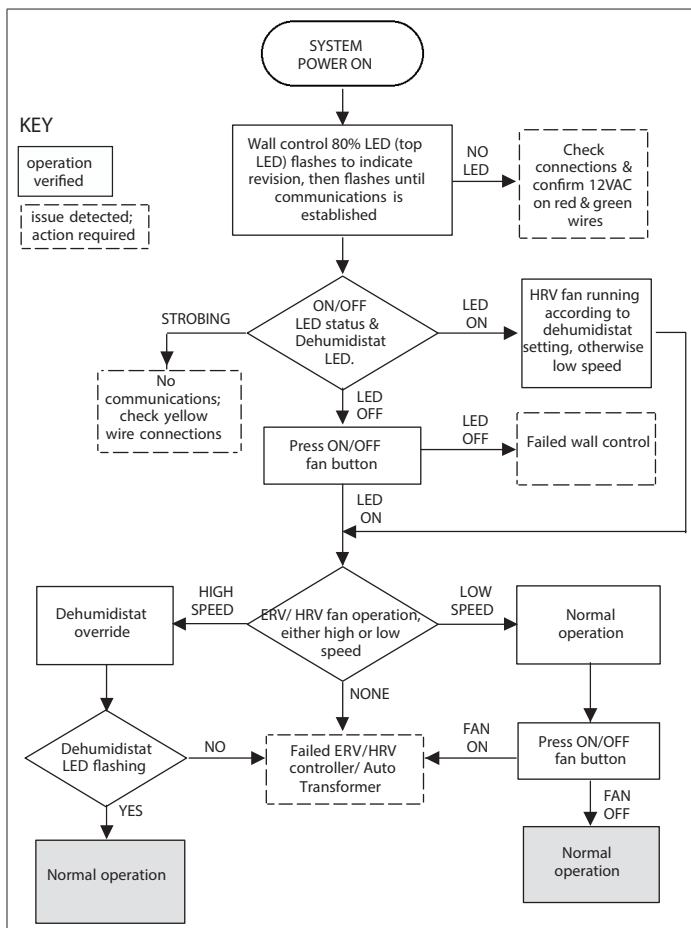 SYSTEM
POWER ON
KEY
operation
verified
issue detected;
action required
Wall control 80% LED (top
LED) flashes to indicate
revision, then flashes until
communications is
established
NO
LED
Check
connections &
confirm 12VAC
on red & green
wires
STROBING
ON/OFF
LED status &
Dehumidistat
LED.
LED
ON
HRV fan running
according to
dehumidistat
setting, otherwise
low speed
No
communications;
check yellow
wire connections
LED
OFF
Press ON/OFF
fan button
LED
OFF
Failed wall control
LED
ON
HIGH
SPEED
ERV/ HRV fan operation,
either high or low
speed
LOW
SPEED
Dehumidistat
override
Normal
operation
NONE
Dehumidistat
LED flashing
NO
Failed ERV/HRV
controller/ Auto
Transformer
FAN
ON
Press ON/OFF
fan button
YES
FAN
OFF
Normal operation
Normal
operation